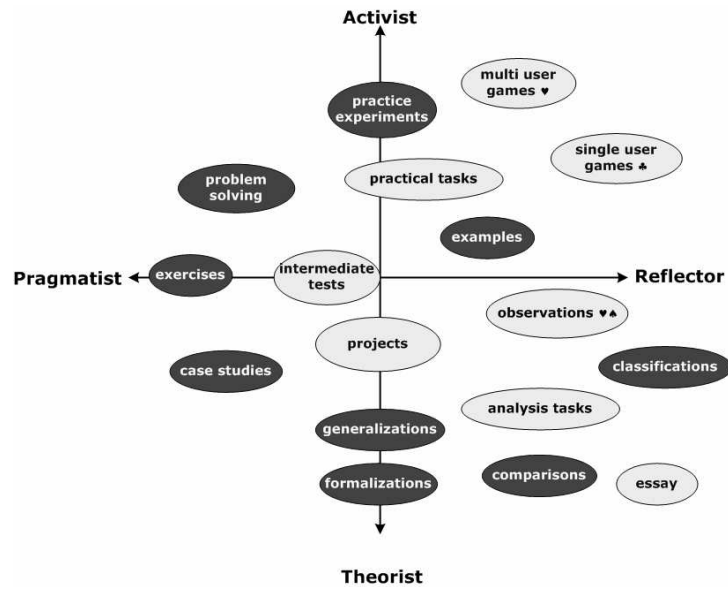 Activist
multi user
games ♥
practice
experiments
single user
games ♣
problem
solving
practical tasks
examples
Pragmatist
exercises
intermediate
tests
Reflector
observations ♥♠
projects
case studies
classifications
analysis tasks
generalizations
formalizations
comparisons
essay
Theorist